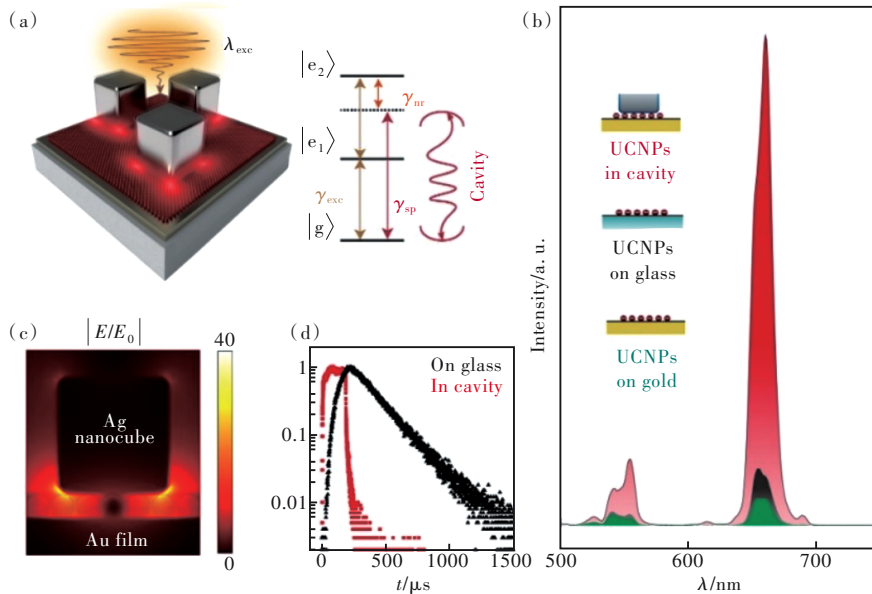 (a)
λexc
|e2⟩
γnr
|e1⟩
γexc
γsp
|g⟩
Cavity
(b)
Intensity/a. u.
UCNPs
in cavity
UCNPs
on glass
UCNPs
on gold
500
600
700
λ/nm
(c)
|E/E0|
40
0
Ag
nanocube
Au film
(d)
On glass
In cavity
1
0.1
0.01
0
500
1000
1500
t/μs